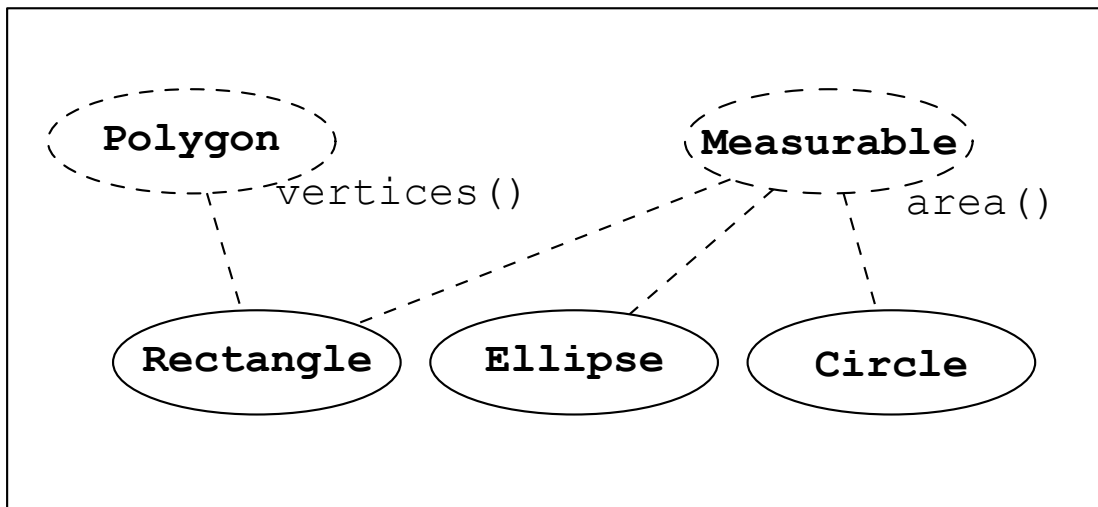 Polygon
Measurable
vertices()
area()
Rectangle
Ellipse
Circle